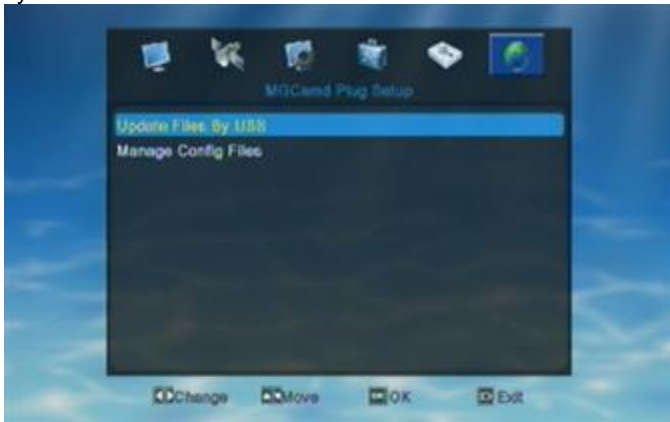 MGCamd Plug Setup
Update Files By USB
Manage Config Files
Change Move OK Exit